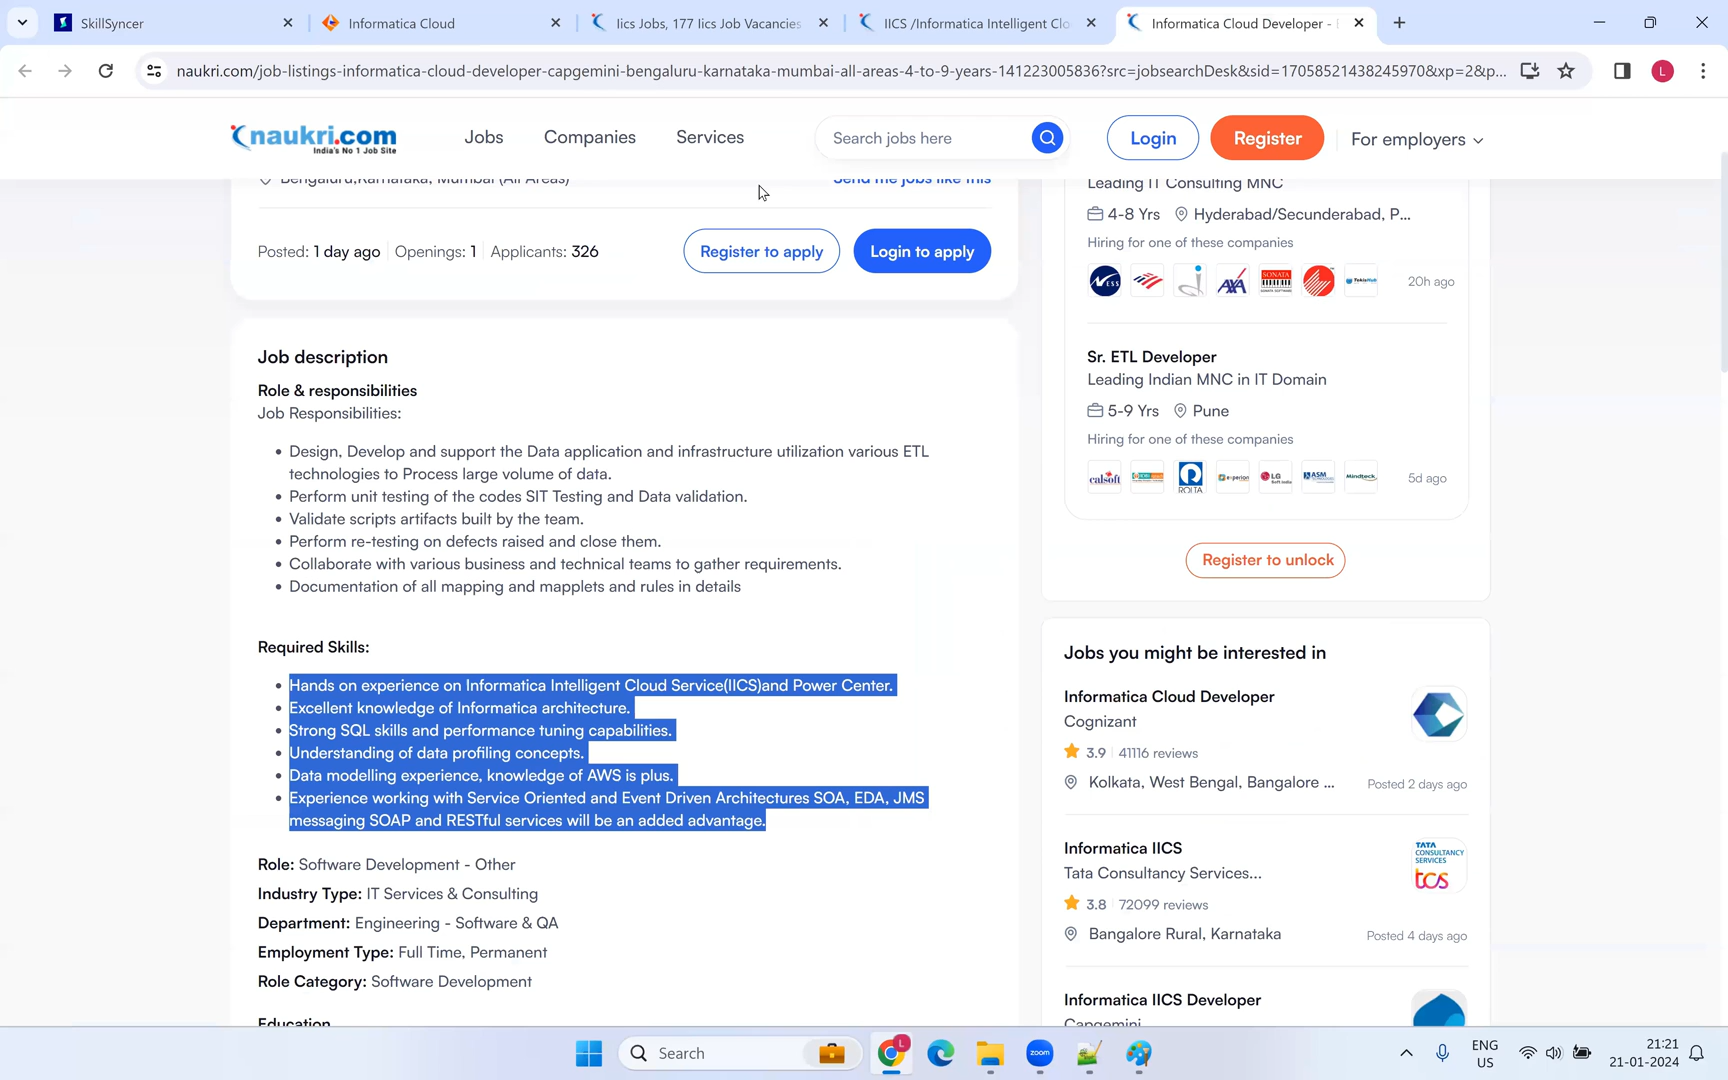 SkillSyncer
Informatica Cloud
Iics Jobs, 177 Iics Job Vacancies
IICS /Informatica Intelligent Clo
Informatica Cloud Developer -
naukri.com/job-listings-informatica-cloud-developer-capgemini-bengaluru-karnataka-mumbai-all-areas-4-to-9-years-141223005836?src=jobsearchDesk&sid=17058521438245970&xp=2&p...
L
naukri.com
India's No 1 Job Site
Jobs
Companies
Services
Search jobs here
Login
Register
For employers
Bengaluru,Karnataka, Mumbai (All Areas)
Send me jobs like this
Posted: 1 day ago
Openings: 1
Applicants: 326
Register to apply
Login to apply
Job description
Role & responsibilities
Job Responsibilities:
• Design, Develop and support the Data application and infrastructure utilization various ETL
technologies to Process large volume of data.
• Perform unit testing of the codes SIT Testing and Data validation.
• Validate scripts artifacts built by the team.
• Perform re-testing on defects raised and close them.
• Collaborate with various business and technical teams to gather requirements.
• Documentation of all mapping and mapplets and rules in details
Required Skills:
• Hands on experience on Informatica Intelligent Cloud Service(IICS)and Power Center.
• Excellent knowledge of Informatica architecture.
• Strong SQL skills and performance tuning capabilities.
• Understanding of data profiling concepts.
• Data modelling experience, knowledge of AWS is plus.
• Experience working with Service Oriented and Event Driven Architectures SOA, EDA, JMS
messaging SOAP and RESTful services will be an added advantage.
Role: Software Development - Other
Industry Type: IT Services & Consulting
Department: Engineering - Software & QA
Employment Type: Full Time, Permanent
Role Category: Software Development
Education
Leading IT Consulting MNC
4-8 Yrs
Hyderabad/Secunderabad, P...
Hiring for one of these companies
NESS
AXA
SONATA
20h ago
Sr. ETL Developer
Leading Indian MNC in IT Domain
5-9 Yrs
Pune
Hiring for one of these companies
calsoft
ROLTA
experion
LG
ASM
Mindteck
5d ago
Register to unlock
Jobs you might be interested in
Informatica Cloud Developer
Cognizant
3.9
41116 reviews
Kolkata, West Bengal, Bangalore ...
Posted 2 days ago
Informatica IICS
Tata Consultancy Services...
TATA
CONSULTANCY
SERVICES
tcs
3.8
72099 reviews
Bangalore Rural, Karnataka
Posted 4 days ago
Informatica IICS Developer
Capgemini
Search
L
zoom
ENG
US
21:21
21-01-2024